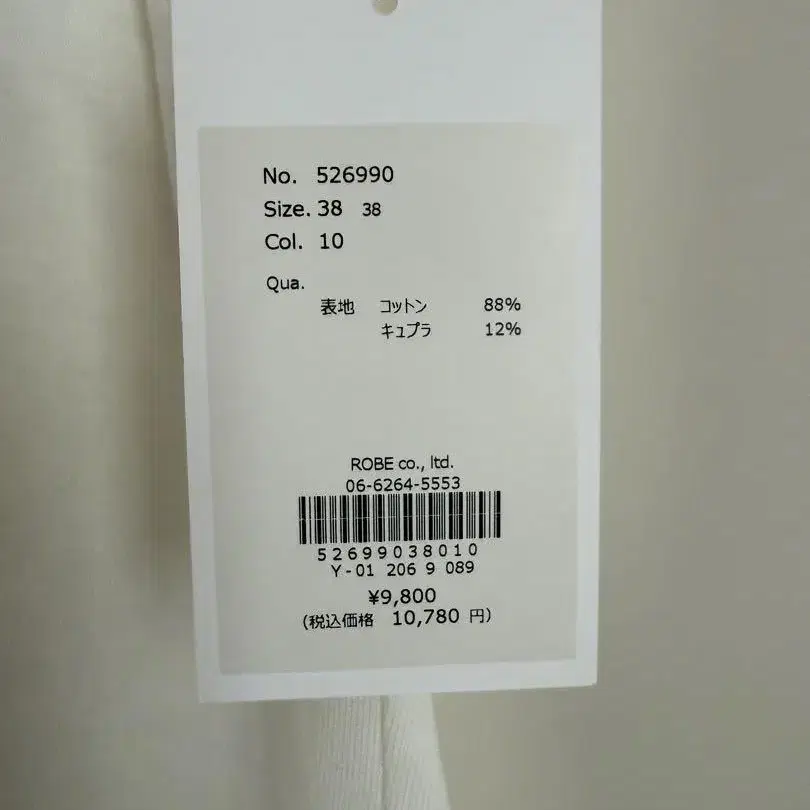 No. 526990
Size. 38 38
Col. 10
Qua.
表地 コットン 88%
キュプラ 12%
ROBE co., ltd.
06-6264-5553
52699038010
Y-01 206 9 089
¥9,800
(税込価格 10,780 円)